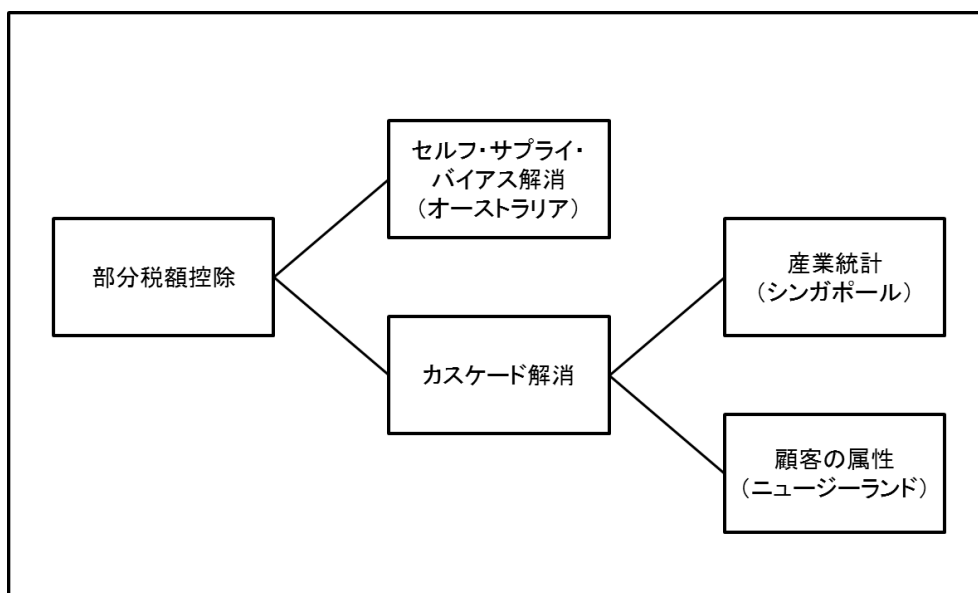 セルフ・サプライ・
バイアス解消
（オーストラリア）
部分税額控除
産業統計
（シンガポール）
カスケード解消
顧客の属性
（ニュージーランド）